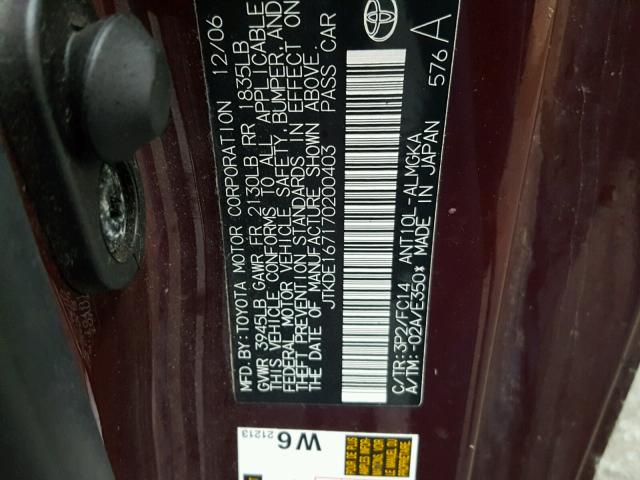 MFD. BY: TOYOTA MOTOR CORPORATION 12/06
GVWR 3945LB GAWR FR 2130LB RR 1835LB
THIS VEHICLE CONFORMS TO ALL APPLICABLE
FEDERAL MOTOR VEHICLE SAFETY, BUMPER, AND
THEFT PREVENTION STANDARDS IN EFFECT ON
THE DATE OF MANUFACTURE SHOWN ABOVE.
JTKDE167170200403 PASS CAR
C/TR:3P2/FC14 ANT10L-ALMGKA 576 A
A/TM:-02A/E350* MADE IN JAPAN
W6
21213